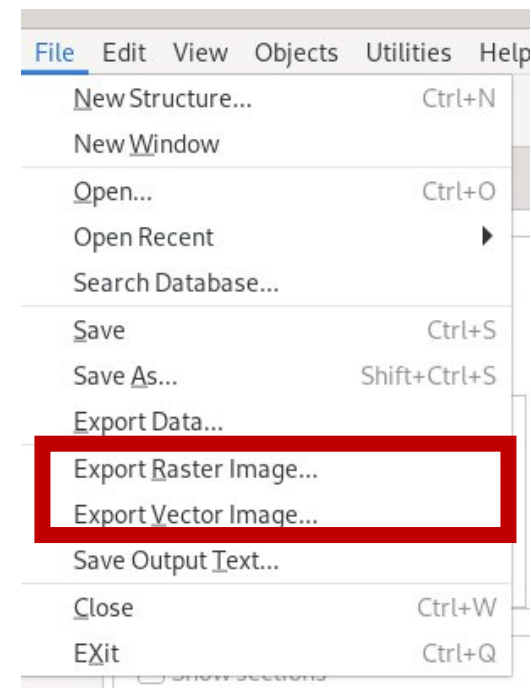 File Edit View Objects Utilities Help
New Structure... Ctrl+N
New Window
Open... Ctrl+O
Open Recent
Search Database...
Save Ctrl+S
Save As... Shift+Ctrl+S
Export Data...
Export Raster Image...
Export Vector Image...
Save Output Text...
Close Ctrl+W
EXit Ctrl+Q
Show sections